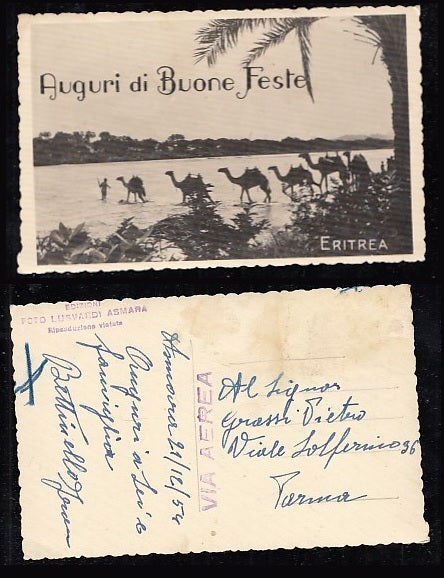 Auguri di Buone Feste
ERITREA
EDIZIONI
FOTO LUSVARDI ASMARA
Riproduzione vietata
Asmara 21/12/54
Auguri a Lei e
famiglia
Bettinello
VIA AEREA
Al Signor
Grassi Pietro
Viale Solferino 36
Parma